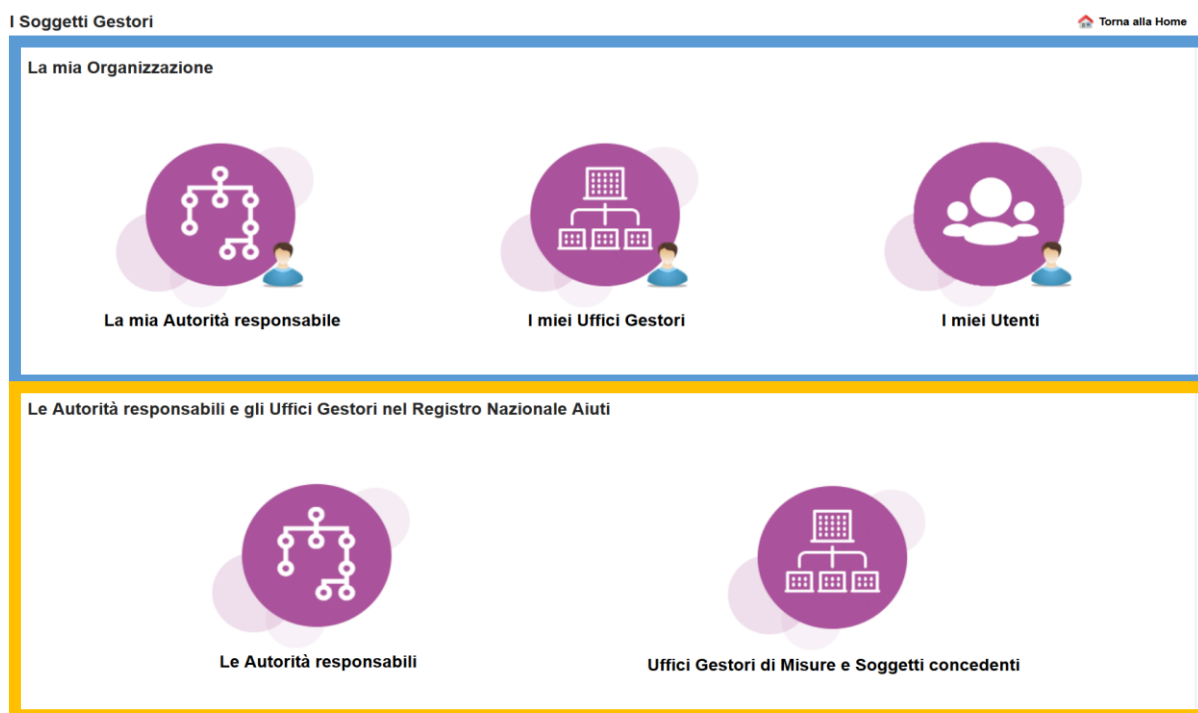 I Soggetti Gestori
Torna alla Home
La mia Organizzazione
La mia Autorità responsabile
I miei Uffici Gestori
I miei Utenti
Le Autorità responsabili e gli Uffici Gestori nel Registro Nazionale Aiuti
Le Autorità responsabili
Uffici Gestori di Misure e Soggetti concedenti